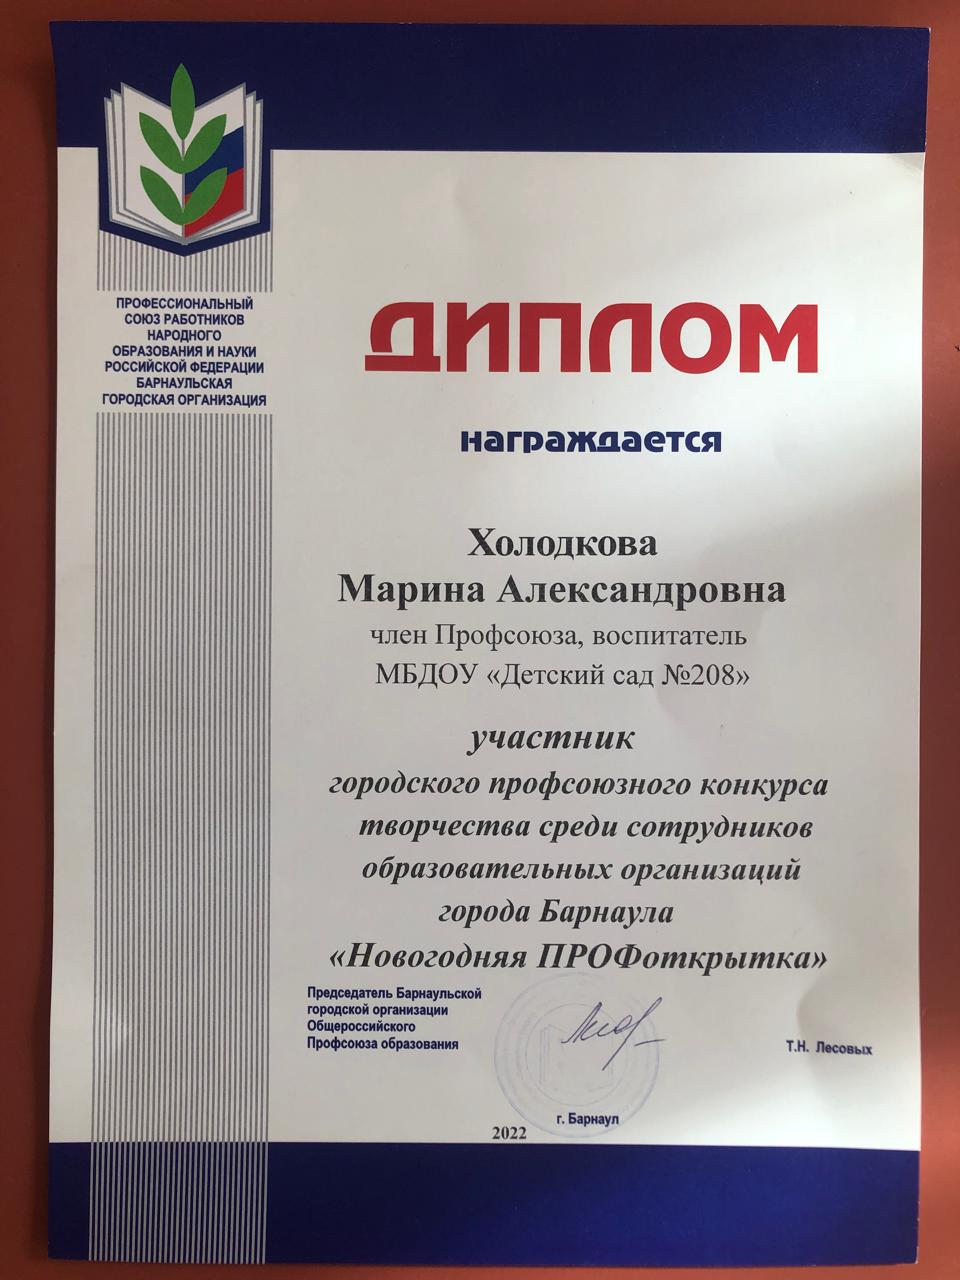 ПРОФЕССИОНАЛЬНЫЙ
СОЮЗ РАБОТНИКОВ
НАРОДНОГО
ОБРАЗОВАНИЯ И НАУКИ
РОССИЙСКОЙ ФЕДЕРАЦИИ
БАРНАУЛЬСКАЯ
ГОРОДСКАЯ ОРГАНИЗАЦИЯ
ДИПЛОМ
награждается
Холодкова
Марина Александровна
член Профсоюза, воспитатель
МБДОУ «Детский сад №208»
участник
городского профсоюзного конкурса
творчества среди сотрудников
образовательных организаций
города Барнаула
«Новогодняя ПРОФоткрытка»
Председатель Барнаульской
городской организации
Общероссийского
Профсоюза образования
Т.Н. Лесовых
г. Барнаул
2022